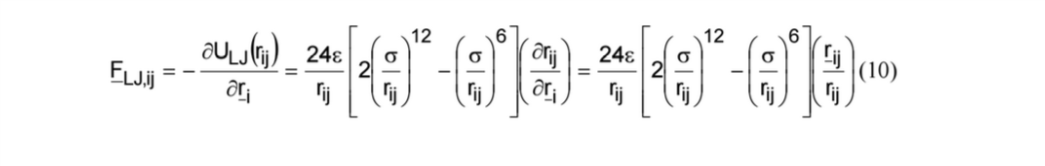 F_LJ,ij = −∂U_LJ(r_ij)/∂r_i = 24ε/r_ij [2(σ/r_ij)^12 − (σ/r_ij)^6](∂r_ij/∂r_i) = 24ε/r_ij [2(σ/r_ij)^12 − (σ/r_ij)^6](r_ij/r_ij) (10)